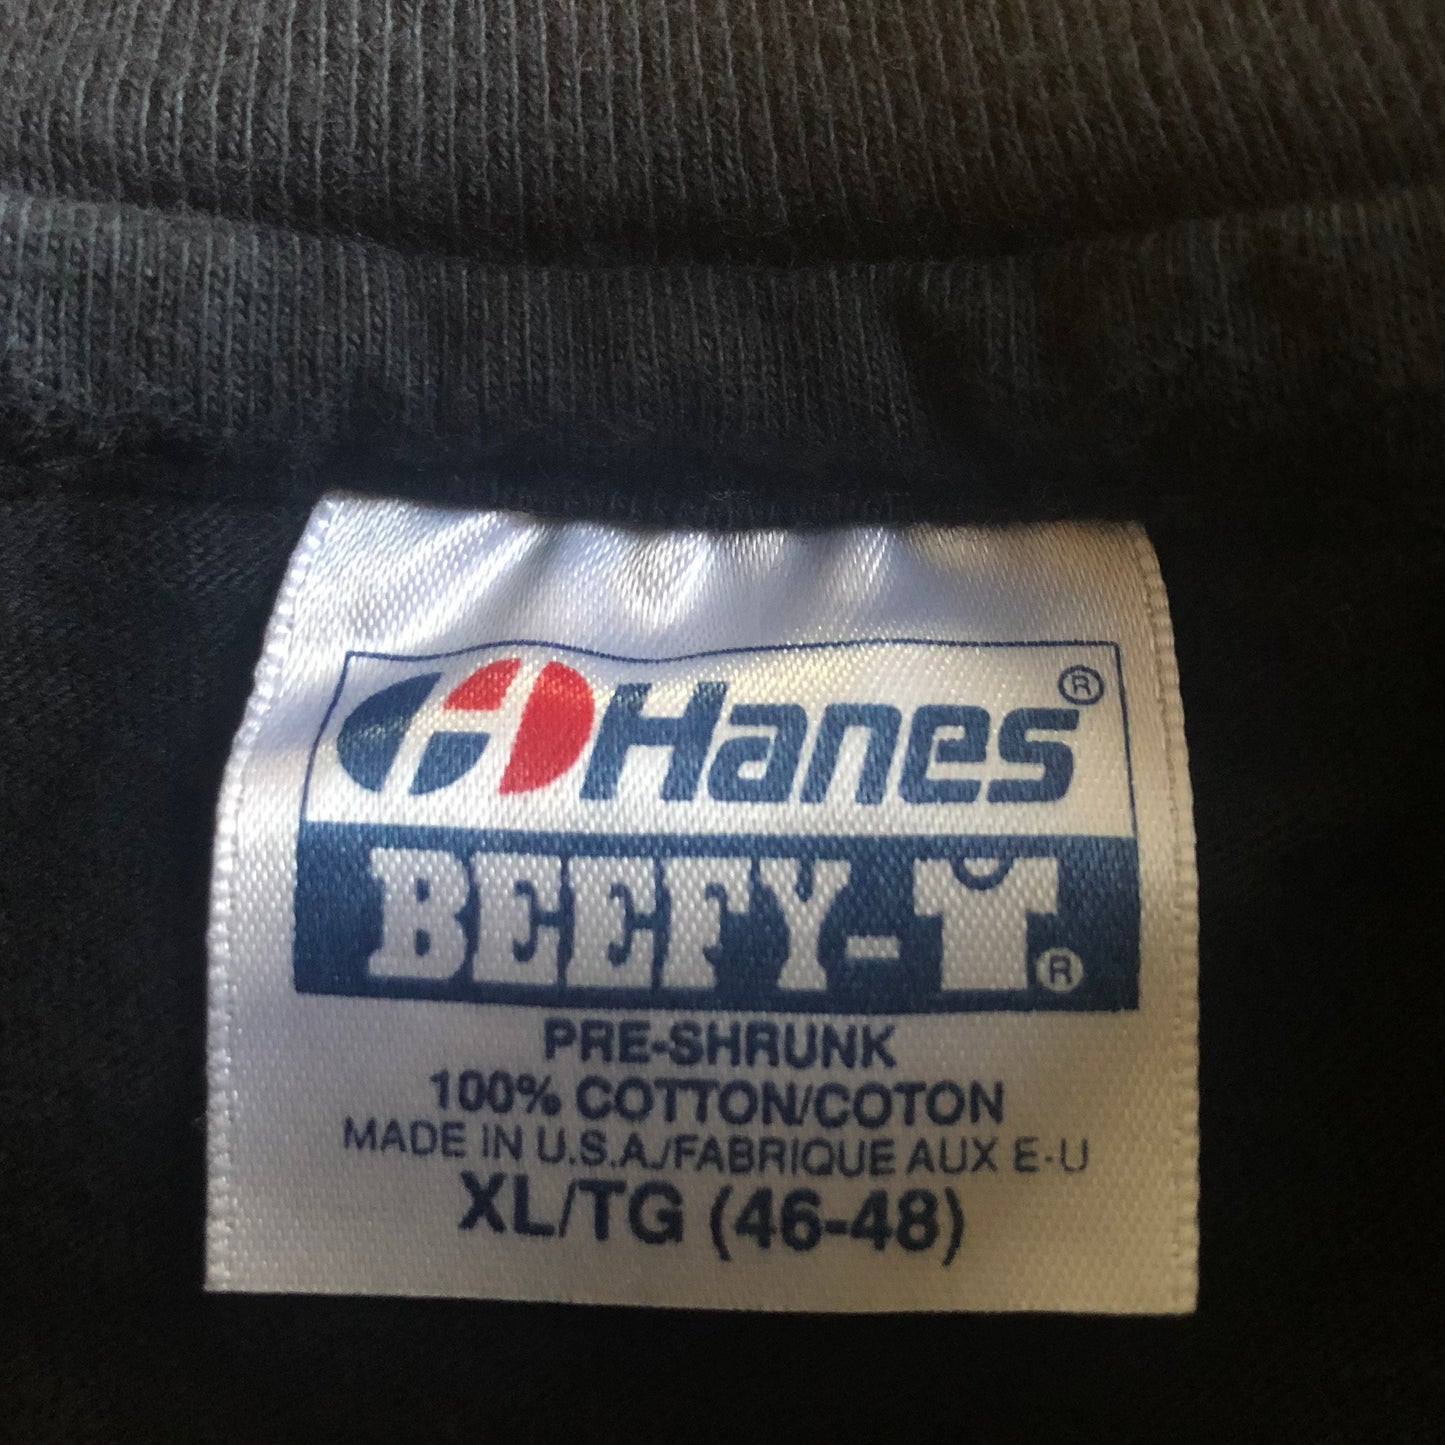 Hanes®
BEEFY-T®
PRE-SHRUNK
100% COTTON/COTON
MADE IN U.S.A./FABRIQUE AUX E-U
XL/TG (46-48)